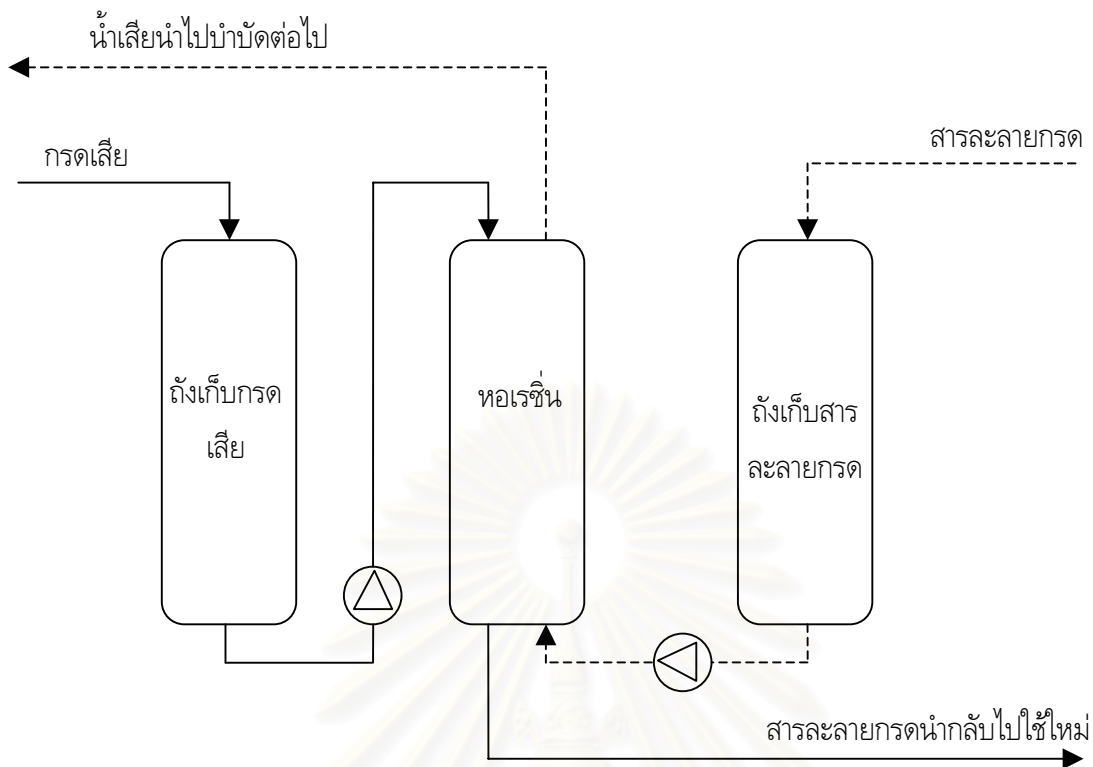 น้ำเสียนำไปบำบัดต่อไป
กรดเสีย
สารละลายกรด
ถังเก็บกรด
เสีย
หอเรซิ่น
ถังเก็บสาร
ละลายกรด
สารละลายกรดนำกลับไปใช้ใหม่